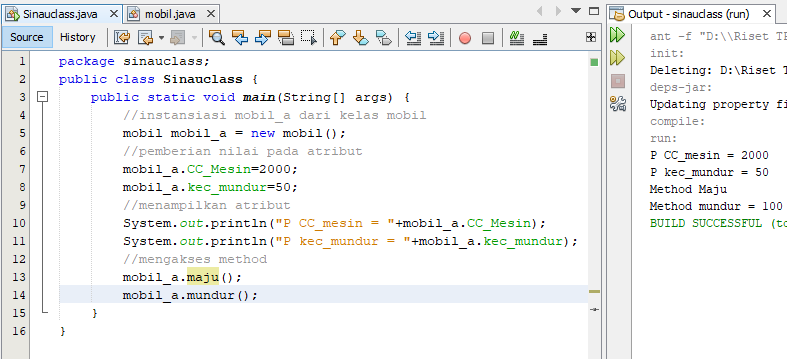 Sinauclass.java
mobil.java
Source
History
1 package sinauclass;
2 public class Sinauclass {
3 public static void main(String[] args) {
4 //instansiasi mobil_a dari kelas mobil
5 mobil mobil_a = new mobil();
6 //pemberian nilai pada atribut
7 mobil_a.CC_Mesin=2000;
8 mobil_a.kec_mundur=50;
9 //menampilkan atribut
10 System.out.println("P CC_mesin = "+mobil_a.CC_Mesin);
11 System.out.println("P kec_mundur = "+mobil_a.kec_mundur);
12 //mengakses method
13 mobil_a.maju();
14 mobil_a.mundur();
15 }
16 }
Output - sinauclass (run)
ant -f "D:\\Riset TP
init:
Deleting: D:\Riset T
deps-jar:
Updating property fi
compile:
run:
P CC_mesin = 2000
P kec_mundur = 50
Method Maju
Method mundur = 100
BUILD SUCCESSFUL (to